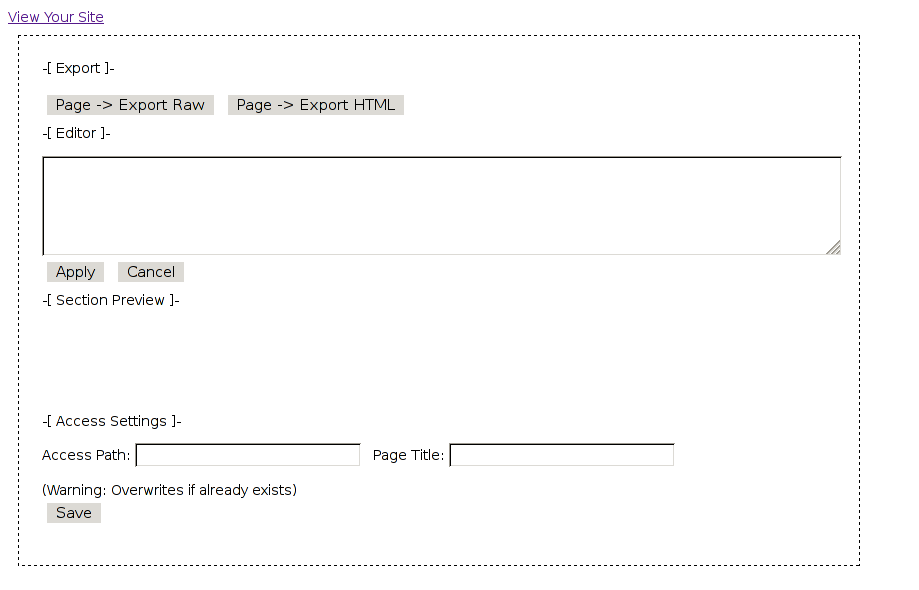 View Your Site
-[ Export ]-
Page -> Export Raw Page -> Export HTML
-[ Editor ]-
Apply Cancel
-[ Section Preview ]-
-[ Access Settings ]-
Access Path: Page Title:
(Warning: Overwrites if already exists)
Save